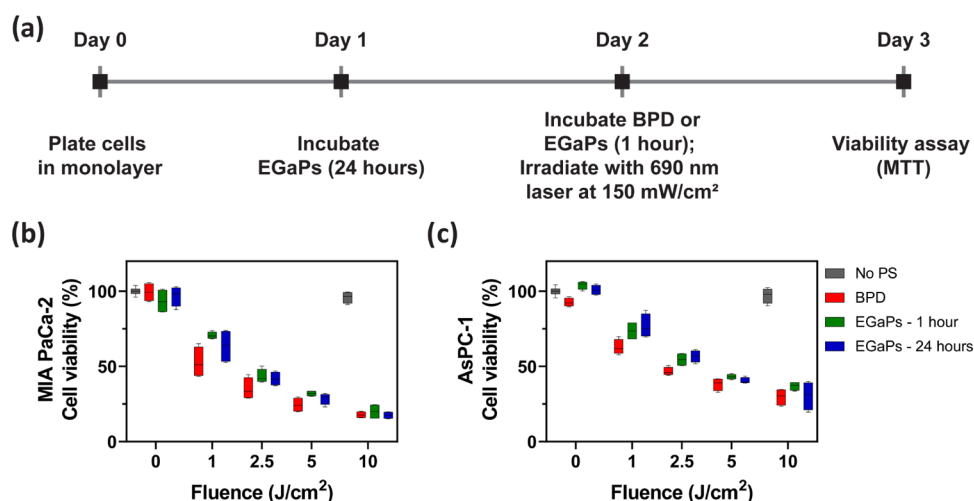 (a)
Day 0
Day 1
Day 2
Day 3
Plate cells
in monolayer
Incubate
EGaPs (24 hours)
Incubate BPD or
EGaPs (1 hour);
Irradiate with 690 nm
laser at 150 mW/cm²
Viability assay
(MTT)
(b)
MIA PaCa-2
Cell viability (%)
100
50
0
0
1
2.5
5
10
Fluence (J/cm²)
(c)
AsPC-1
Cell viability (%)
100
50
0
0
1
2.5
5
10
Fluence (J/cm²)
No PS
BPD
EGaPs - 1 hour
EGaPs - 24 hours